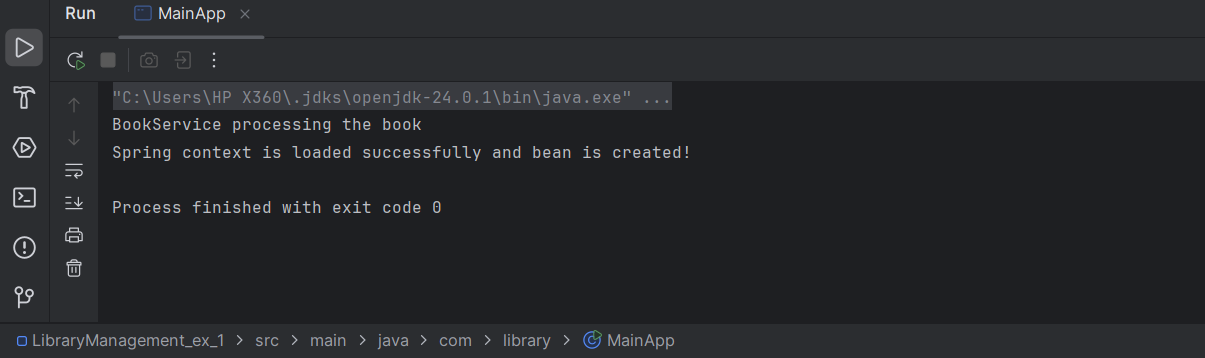 Run MainApp
"C:\Users\HP X360\.jdks\openjdk-24.0.1\bin\java.exe" ...
BookService processing the book
Spring context is loaded successfully and bean is created!
Process finished with exit code 0
LibraryManagement_ex_1 > src > main > java > com > library > MainApp